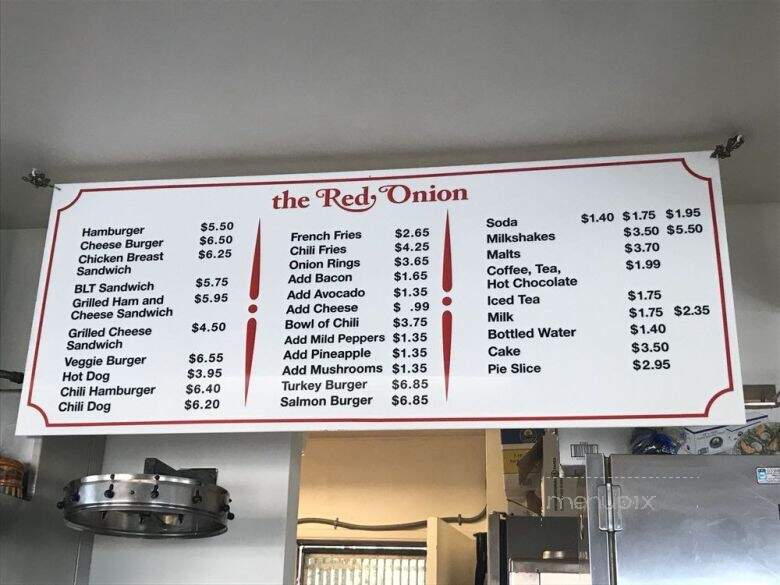 the Red Onion
Hamburger $5.50
Cheese Burger $6.50
Chicken Breast $6.25
Sandwich
BLT Sandwich $5.75
Grilled Ham and $5.95
Cheese Sandwich
Grilled Cheese $4.50
Sandwich
Veggie Burger $6.55
Hot Dog $3.95
Chili Hamburger $6.40
Chili Dog $6.20
French Fries $2.65
Chili Fries $4.25
Onion Rings $3.65
Add Bacon $1.65
Add Avocado $1.35
Add Cheese $ .99
Bowl of Chili $3.75
Add Mild Peppers $1.35
Add Pineapple $1.35
Add Mushrooms $1.35
Turkey Burger $6.85
Salmon Burger $6.85
Soda $1.40 $1.75 $1.95
Milkshakes $3.50 $5.50
Malts $3.70
Coffee, Tea, $1.99
Hot Chocolate
Iced Tea $1.75
Milk $1.75 $2.35
Bottled Water $1.40
Cake $3.50
Pie Slice $2.95
menupix